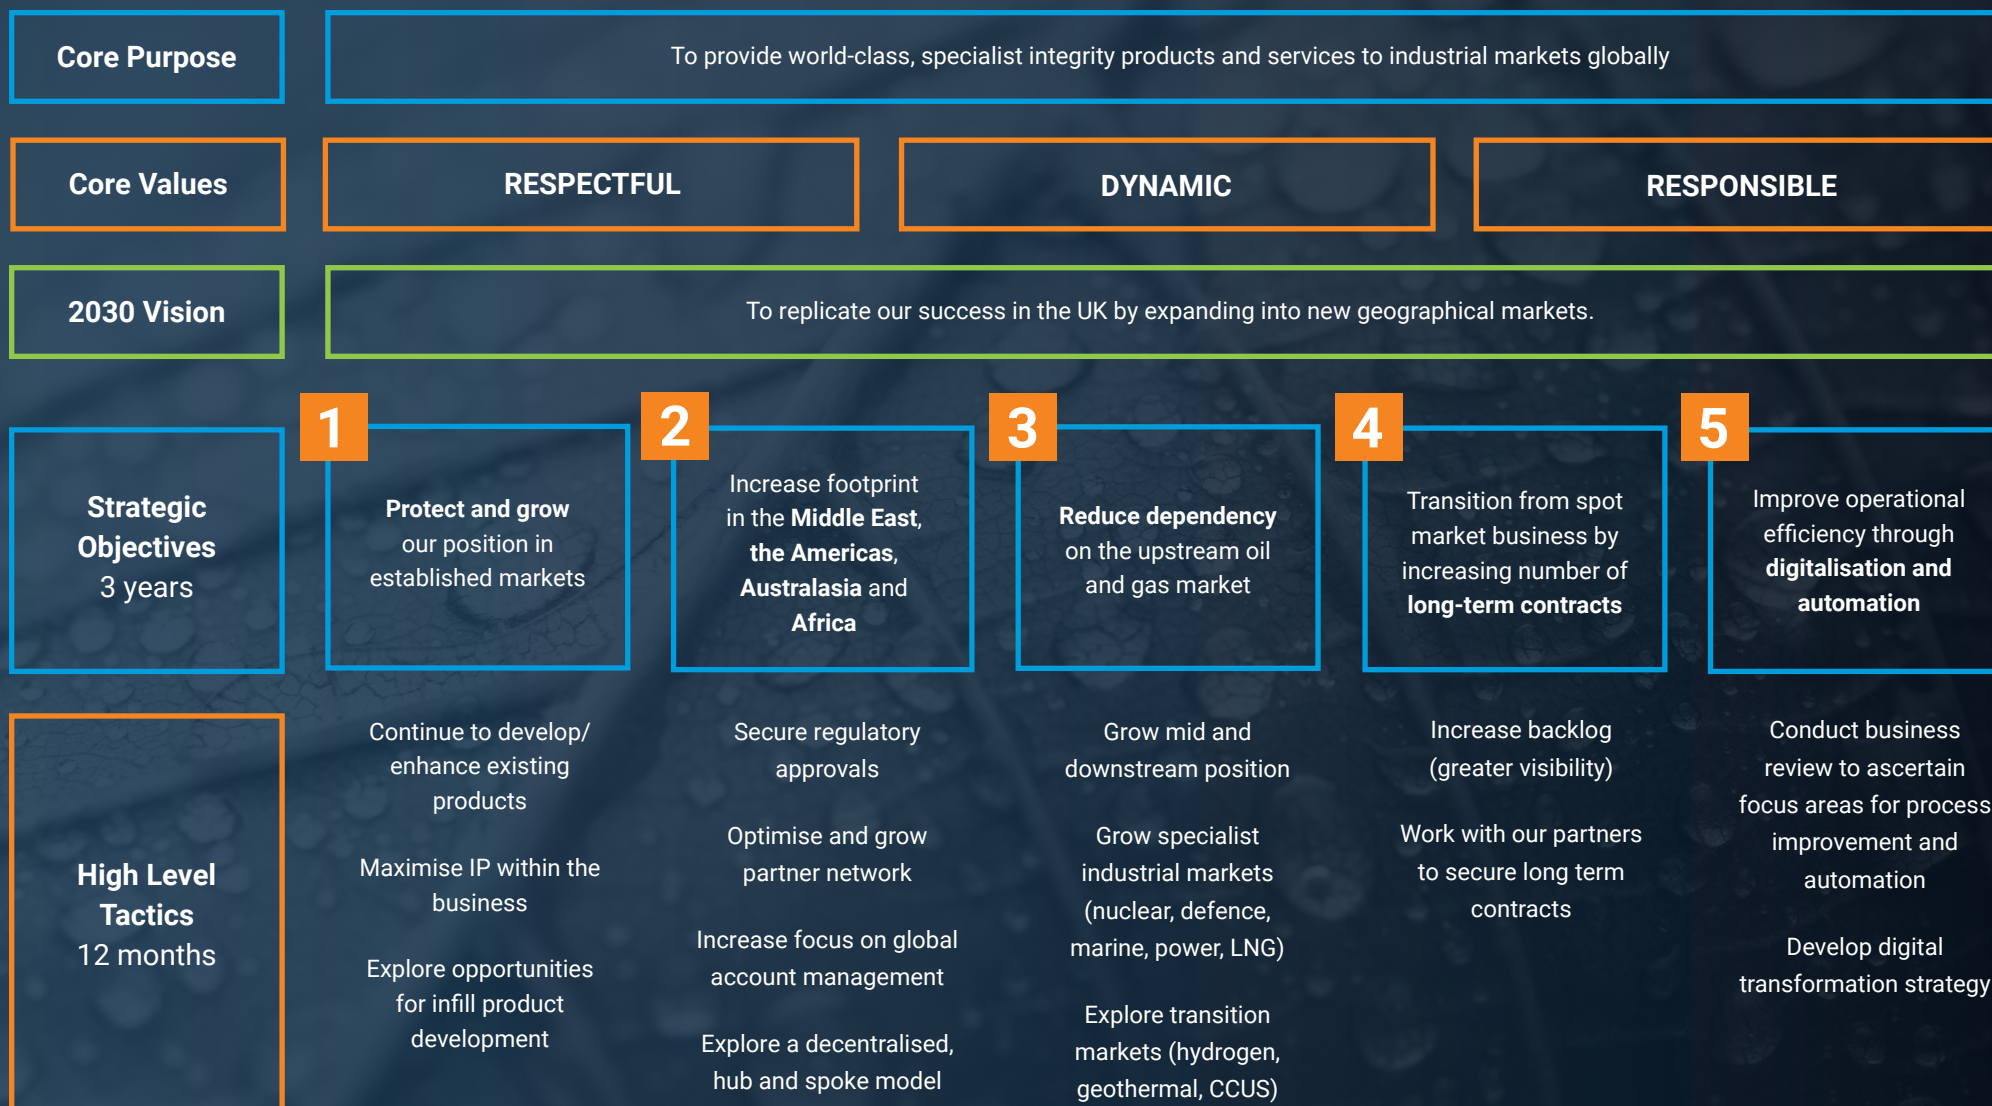 Core Purpose
To provide world-class, specialist integrity products and services to industrial markets globally
Core Values
RESPECTFUL
DYNAMIC
RESPONSIBLE
2030 Vision
To replicate our success in the UK by expanding into new geographical markets.
Strategic
Objectives
3 years
1
Protect and grow
our position in
established markets
2
Increase footprint
in the Middle East,
the Americas,
Australasia and
Africa
3
Reduce dependency
on the upstream oil
and gas market
4
Transition from spot
market business by
increasing number of
long-term contracts
5
Improve operational
efficiency through
digitalisation and
automation
High Level
Tactics
12 months
Continue to develop/
enhance existing
products
Maximise IP within the
business
Explore opportunities
for infill product
development
Secure regulatory
approvals
Optimise and grow
partner network
Increase focus on global
account management
Explore a decentralised,
hub and spoke model
Grow mid and
downstream position
Grow specialist
industrial markets
(nuclear, defence,
marine, power, LNG)
Explore transition
markets (hydrogen,
geothermal, CCUS)
Increase backlog
(greater visibility)
Work with our partners
to secure long term
contracts
Conduct business
review to ascertain
focus areas for process
improvement and
automation
Develop digital
transformation strategy